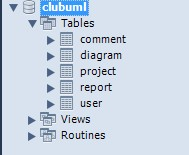 clubuml
Tables
comment
diagram
project
report
user
Views
Routines